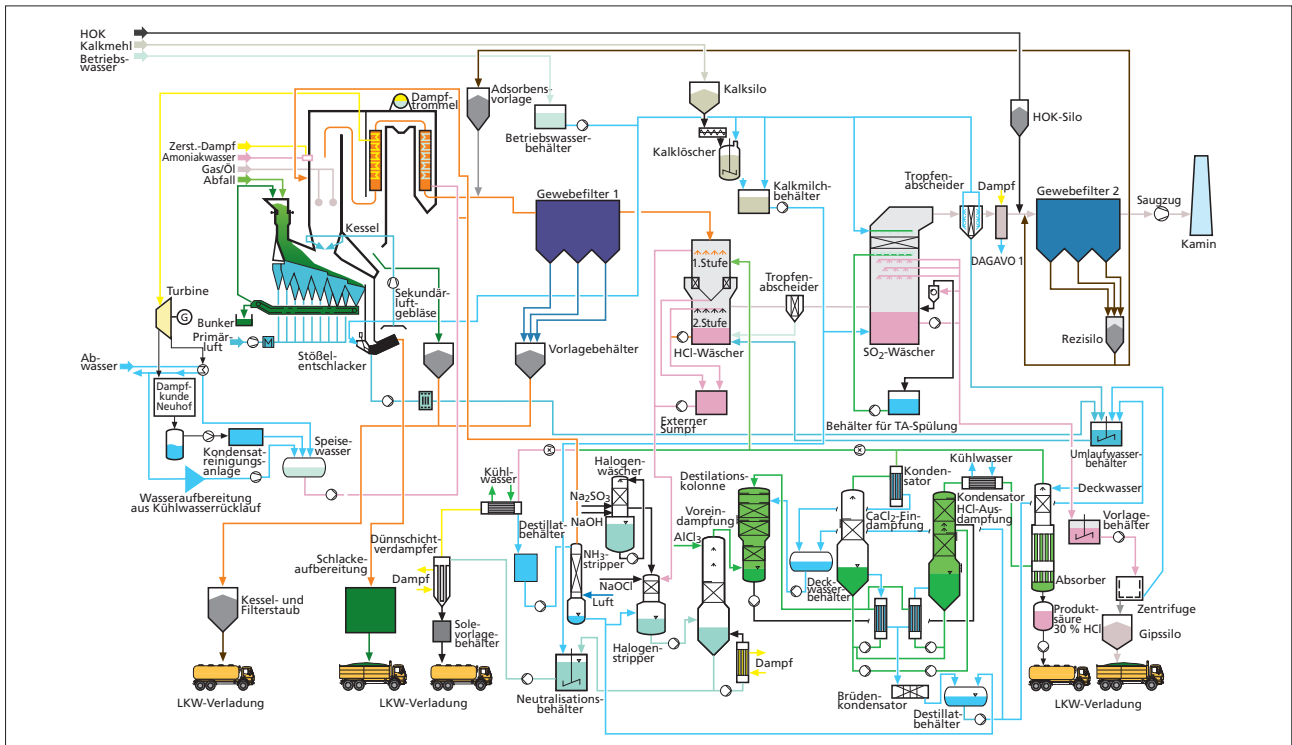 HOK
Kalkmehl
Betriebs-
wasser
Dampf-
trommel
Adsorbens-
vorlage
Betriebswasser-
behälter
Kalksilo
Kalklöscher
Kalkmilch-
behälter
HOK-Silo
Zerst.-Dampf
Amoniakwasser
Gas/Öl
Abfall
Kessel
Gewebefilter 1
Tropfen-
abscheider
Dampf
Gewebefilter 2
Saugzug
Kamin
DAGAVO 1
1.Stufe
2.Stufe
HCl-Wäscher
Tropfen-
abscheider
SO₂-Wäscher
Rezisilo
Turbine
G
Bunker
Primär-
luft
M
Sekundär-
luft-
gebläse
Stößel-
entschlacker
Vorlagebehälter
Ab-
wasser
Dampf-
kunde
Neuhof
Kondensat-
reinigungs-
anlage
Speise-
wasser
Wasseraufbereitung
aus Kühlwasserrücklauf
Externer
Sumpf
Behälter für TA-Spülung
Umlaufwasser-
behälter
Kühl-
wasser
Halogen-
wäscher
Na₂SO₃
NaOH
Destillat-
behälter
NH₃-
stripper
NaOCl
Luft
Halogen-
stripper
Destilations-
kolonne
Vorein-
dampfung
AlCl₃
Deck-
wasser-
behälter
Konden-
sator
CaCl₂-Ein-
dampfung
Kühlwasser
Kondensator
HCl-Aus-
dampfung
Deckwasser
Absorber
Vorlage-
behälter
Zentrifuge
Produkt-
säure
30 % HCl
Gipssilo
Dünnschicht-
verdampfer
Dampf
Sole-
vorlage-
behälter
Schlacke-
aufbereitung
Kessel- und
Filterstaub
Neutralisations-
behälter
Dampf
Brüden-
kondensator
Destillat-
behälter
LKW-Verladung
LKW-Verladung
LKW-Verladung